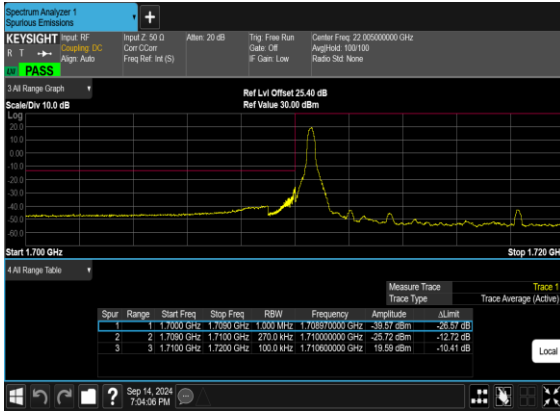 Spectrum Analyzer 1
Spurious Emissions
+
KEYSIGHT Input: RF Input Z: 50 Ω Atten: 20 dB Trig: Free Run Center Freq: 22.005000000 GHz
R T Coupling: DC Corr CCorr Gate: Off Avg|Hold: 100/100
Align: Auto Freq Ref: Int (S) IF Gain: Low Radio Std: None
PASS
3 All Range Graph
Ref Lvl Offset 25.40 dB
Scale/Div 10.0 dB Ref Value 30.00 dBm
Log
20.0
10.0
0.00
-10.0
-20.0
-30.0
-40.0
-50.0
-60.0
Start 1.700 GHz Stop 1.720 GH
4 All Range Table
Measure Trace Trace 1
Trace Type Trace Average (Active)
Spur Range Start Freq Stop Freq RBW Frequency Amplitude ΔLimit
1 1 1.7000 GHz 1.7090 GHz 1.000 MHz 1.708970000 GHz -39.57 dBm -26.57 dB
2 2 1.7090 GHz 1.7100 GHz 270.0 kHz 1.710000000 GHz -25.72 dBm -12.72 dB
3 3 1.7100 GHz 1.7200 GHz 100.0 kHz 1.710600000 GHz 19.59 dBm -10.41 dB
Local
?
Sep 14, 2024
7:04:06 PM